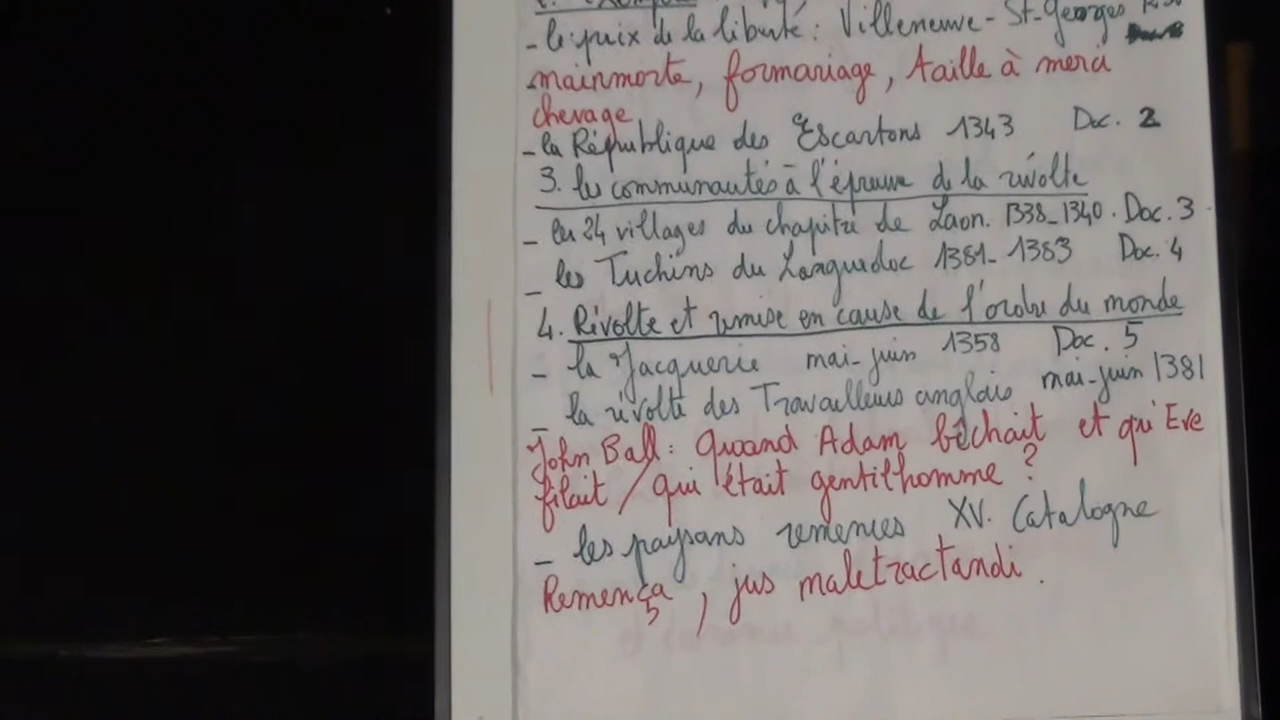 - le prix de la liberté : Villeneuve-St-Georges
mainmorte, formariage, taille à merci
chevage
- la République des Escartons 1343 Doc. 2
3. les communautés à l'épreuve de la révolte
- les 24 villages du chapitre de Laon. 1338-1340. Doc. 3
- les Tuchins du Languedoc 1381-1383 Doc. 4
4. Révolte et remise en cause de l'ordre du monde
- la Jacquerie mai-juin 1358 Doc. 5
- la révolte des Travailleurs anglais mai-juin 1381
John Ball : Quand Adam bêchait et qu'Eve
filait / qui était gentilhomme ?
- les paysans remences XV. Catalogne
Remença, jus maletractandi.